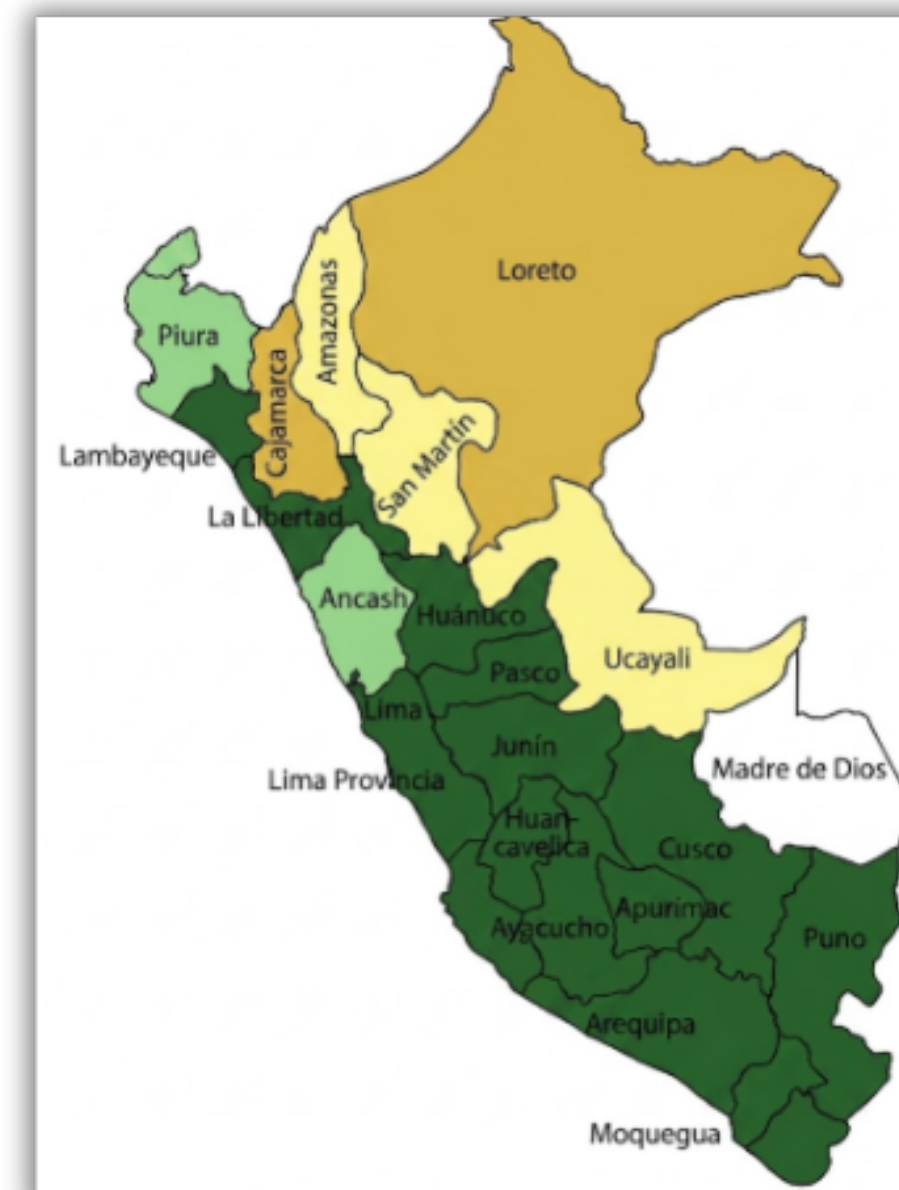 Loreto
Amazonas
Piura
Cajamarca
San Martín
Lambayeque
La Libertad
Ancash
Huánuco
Ucayali
Pasco
Lima
Junín
Madre de Dios
Lima Provincia
Huan-
cavelica
Cusco
Apurímac
Ayacucho
Puno
Arequipa
Moquegua